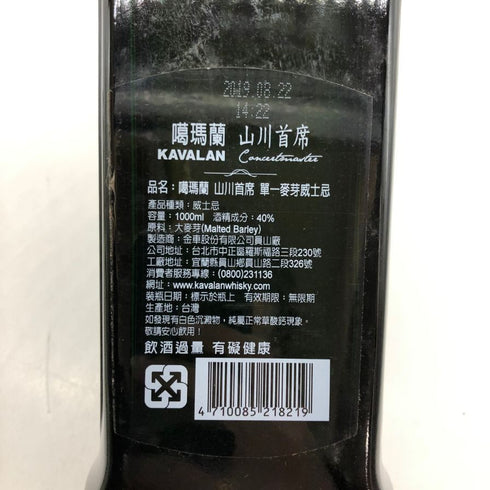 2019.08.22
14:22
噶瑪蘭 山川首席
KAVALAN Concertmaster
品名：噶瑪蘭 山川首席 單一麥芽威士忌
產品種類：威士忌
容量：1000ml 酒精成分：40%
原料：大麥芽(Malted Barley)
製造商：金車股份有限公司員山廠
公司地址：台北市中正區羅斯福路三段230號
工廠地址：宜蘭縣員山鄉員山路二段326號
消費者服務專線：(0800)231136
網址：www.kavalanwhisky.com
裝瓶日期：標示於瓶上 有效期限：無限期
生產地：台灣
如發現有白色沉澱物，純屬正常草酸鈣現象，
敬請安心飲用！
飲酒過量 有礙健康
4 710085 218219